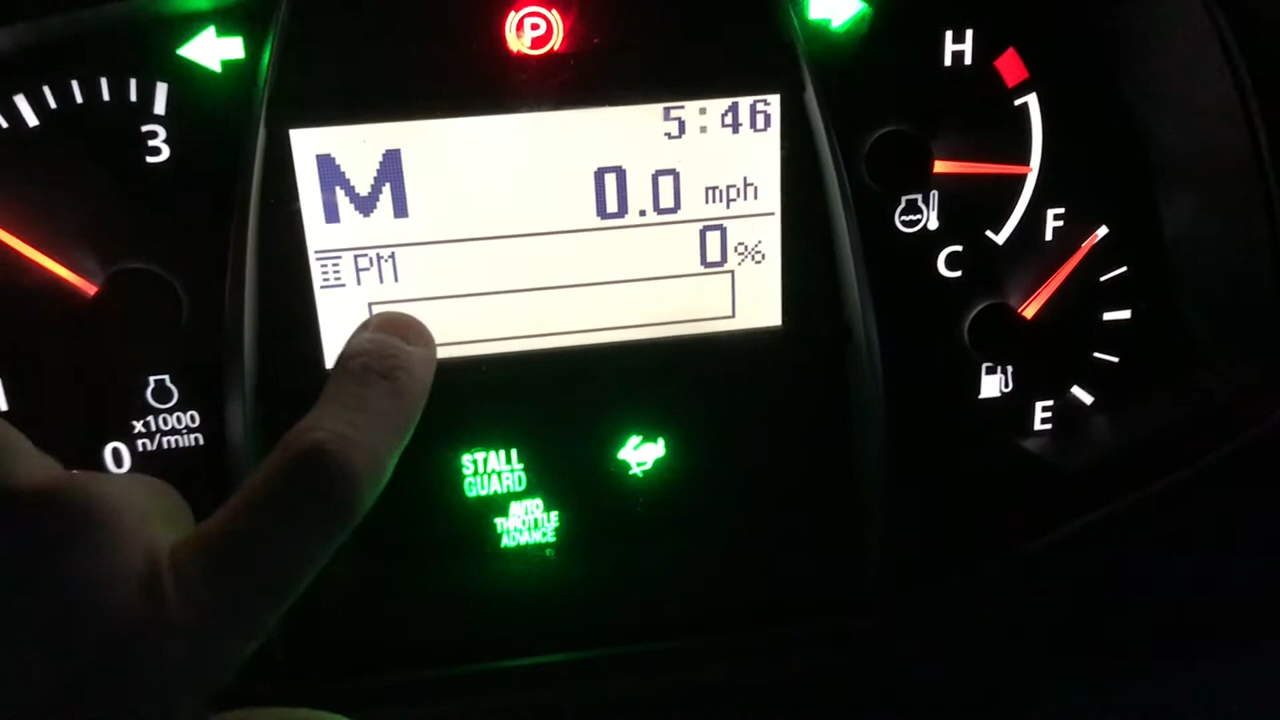 P
H
3
5:46
M
0.0 mph
PM
0%
C
F
E
x1000
n/min
0
STALL
GUARD
AUTO
THROTTLE
ADVANCE